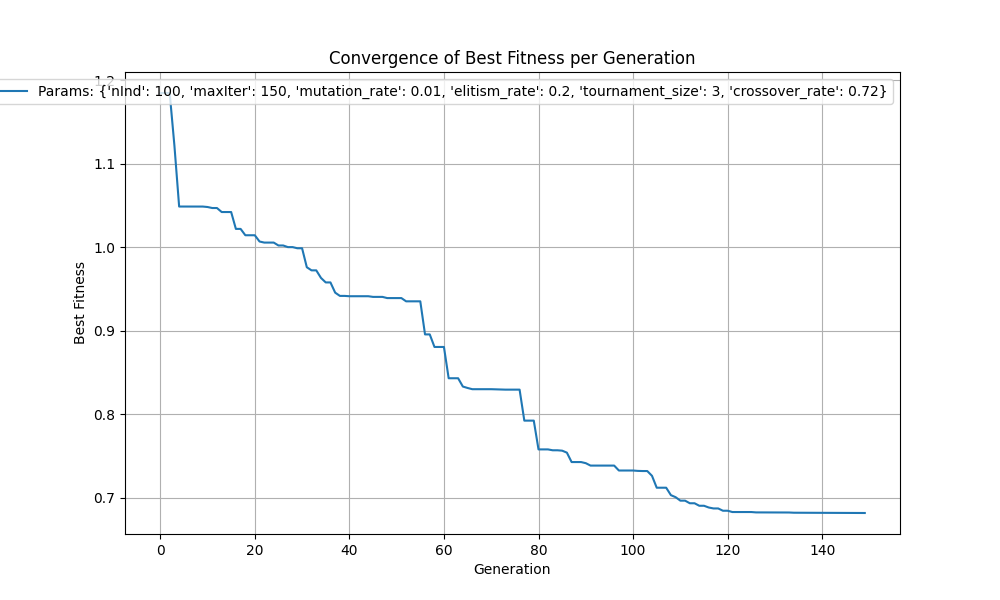 Convergence of Best Fitness per Generation
Params: {'nInd': 100, 'maxIter': 150, 'mutation_rate': 0.01, 'elitism_rate': 0.2, 'tournament_size': 3, 'crossover_rate': 0.72}
1.2
1.1
1.0
0.9
0.8
0.7
Best Fitness
0 20 40 60 80 100 120 140
Generation